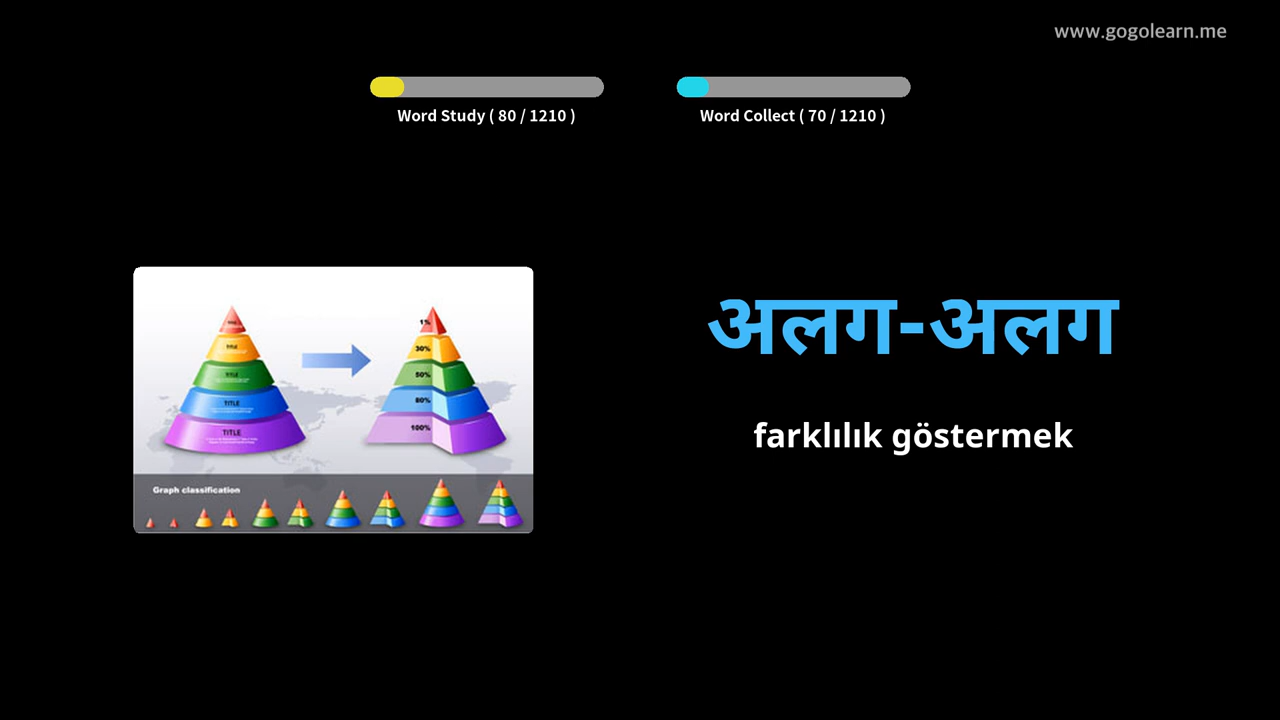 www.gogolearn.me
Word Study ( 80 / 1210 )
Word Collect ( 70 / 1210 )
अलग-अलग
farklılık göstermek
TITLE
TITLE
TITLE
TITLE
1%
30%
50%
80%
100%
Graph classification